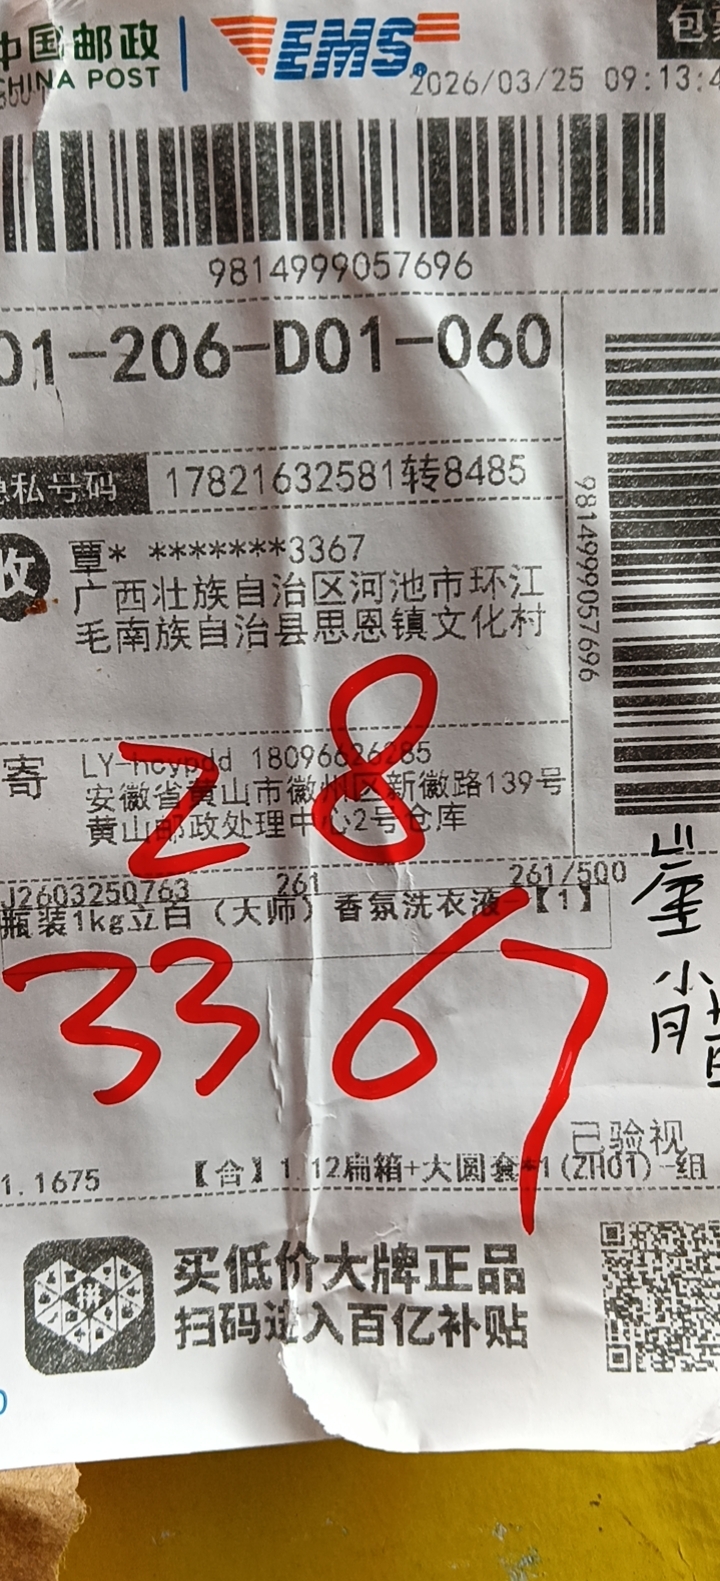 中国邮政
CHINA POST
EMS
2026/03/25 09:13:4
9814999057696
01-206-D01-060
私号码
17821632581转8485
9814999057696
收
覃* *******3367
广西壮族自治区河池市环江
毛南族自治县思恩镇文化村
28
寄
LY-hcypdd 18096626285
安徽省黄山市徽州区新徽路139号
黄山邮政处理中心2号仓库
J2603250763 261 261/500
瓶装1kg立白（大师）香氛洗衣液-【1】
3367
已验视
1.1675 【含】1.12扁箱+大圆套*1(ZH01)-组
拼
买低价大牌正品
扫码进入百亿补贴